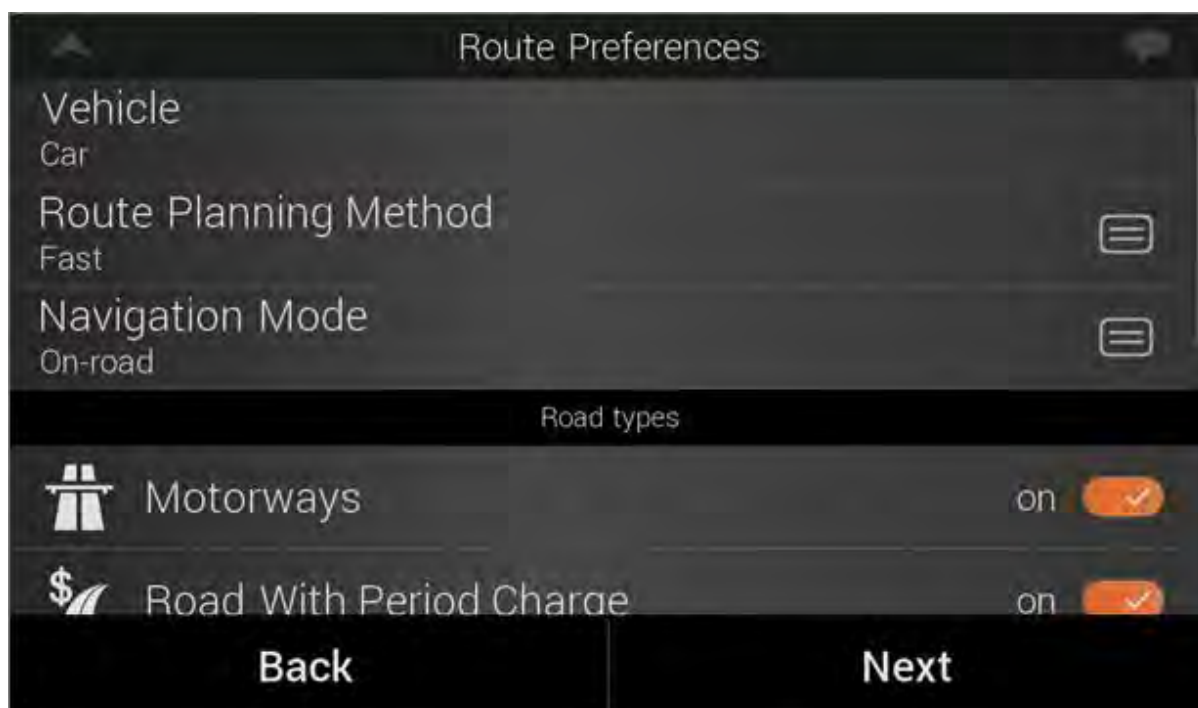 Route Preferences
Vehicle
Car
Route Planning Method
Fast
Navigation Mode
On-road
Road types
Motorways on
$ Road With Period Charge on
Back Next